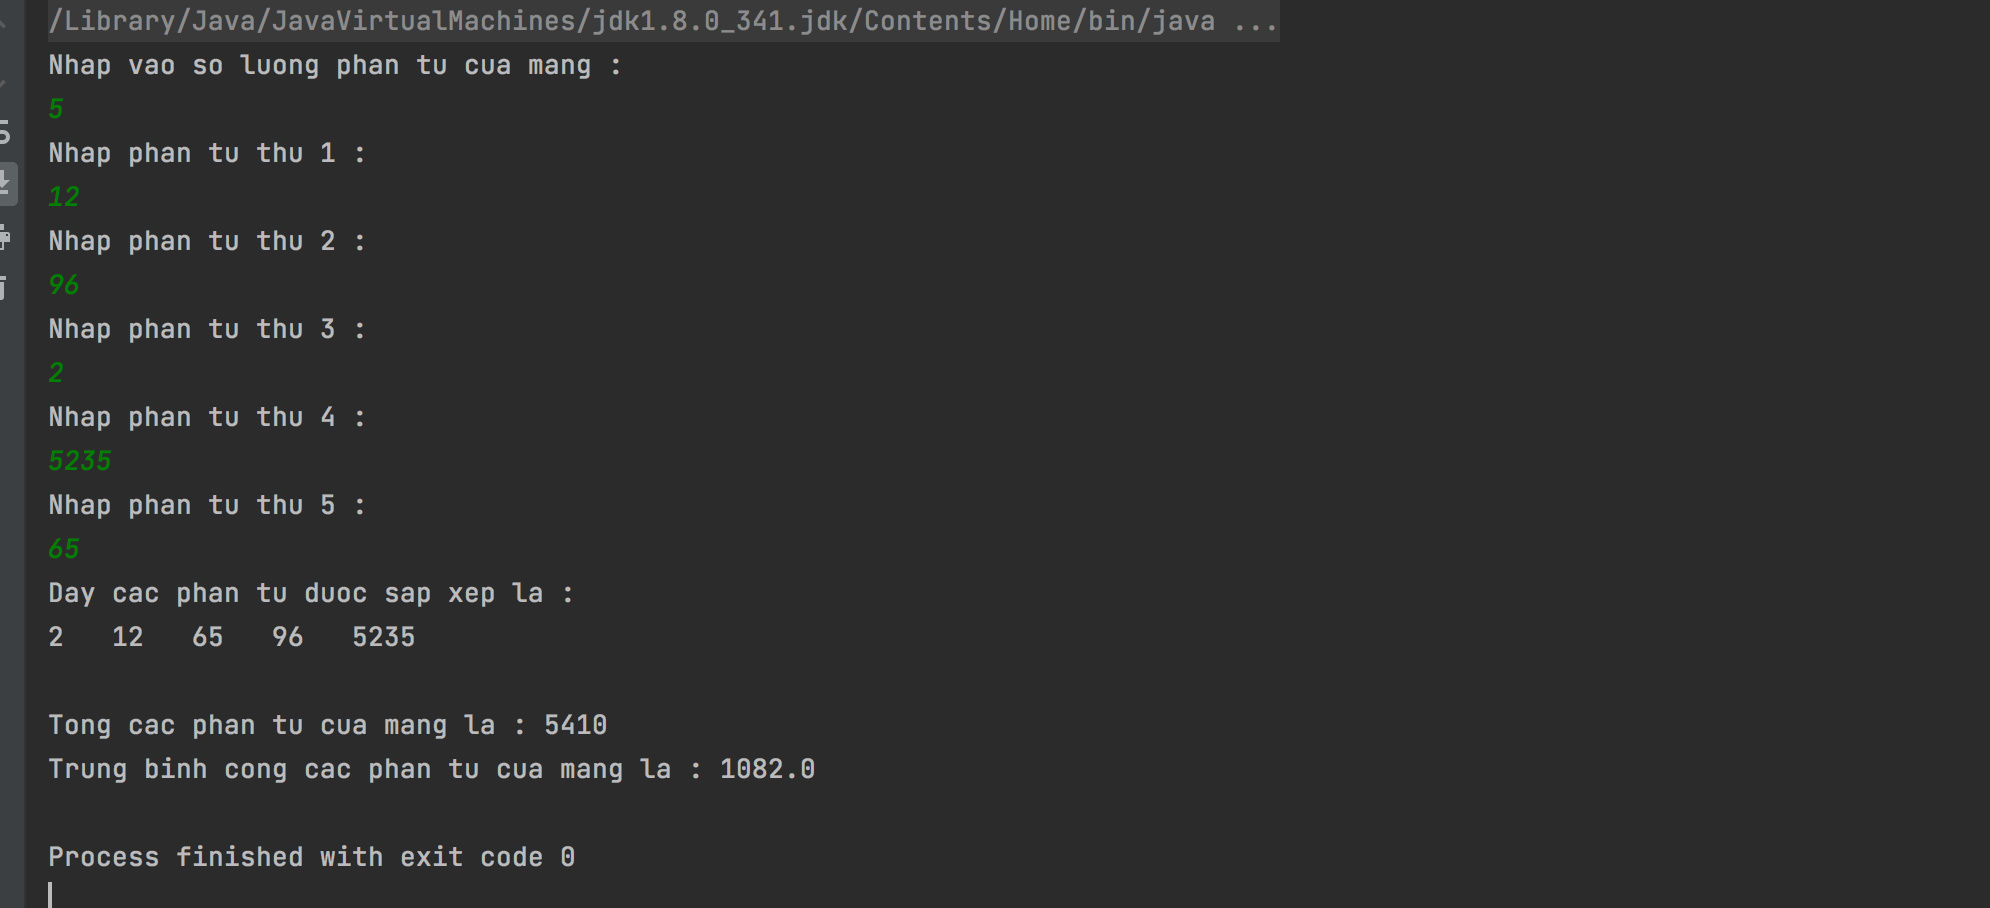 /Library/Java/JavaVirtualMachines/jdk1.8.0_341.jdk/Contents/Home/bin/java ...
Nhap vao so luong phan tu cua mang :
5
Nhap phan tu thu 1 :
12
Nhap phan tu thu 2 :
96
Nhap phan tu thu 3 :
2
Nhap phan tu thu 4 :
5235
Nhap phan tu thu 5 :
65
Day cac phan tu duoc sap xep la :
2   12   65   96   5235
Tong cac phan tu cua mang la : 5410
Trung binh cong cac phan tu cua mang la : 1082.0
Process finished with exit code 0